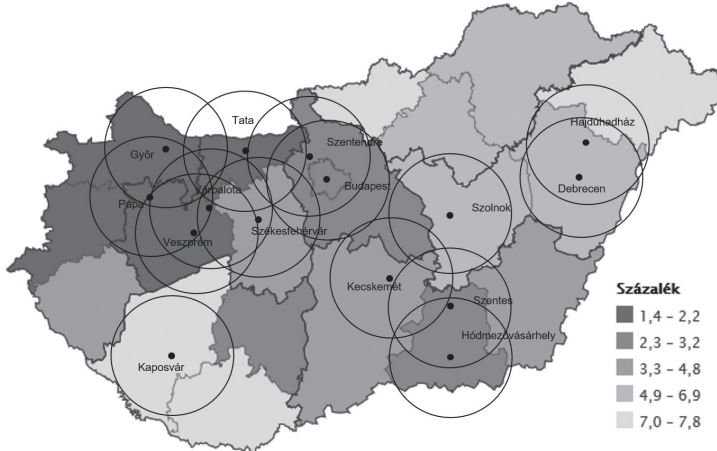 Tata
Győr
Szentendre
Hajdúhadház
Pápa
Várpalota
Budapest
Debrecen
Veszprém
Székesfehérvár
Szolnok
Kecskemét
Szentes
Hódmezővásárhely
Kaposvár
Százalék
1,4 – 2,2
2,3 – 3,2
3,3 – 4,8
4,9 – 6,9
7,0 – 7,8